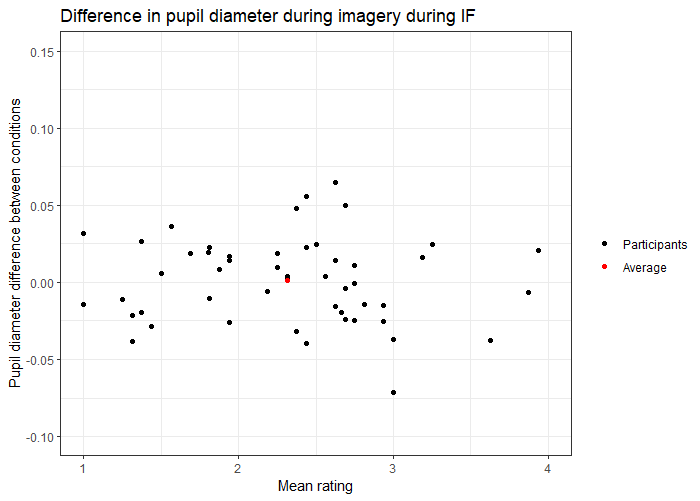 Difference in pupil diameter during imagery during IF
Pupil diameter difference between conditions
0.15
0.10
0.05
0.00
-0.05
-0.10
1
2
3
4
Mean rating
Participants
Average